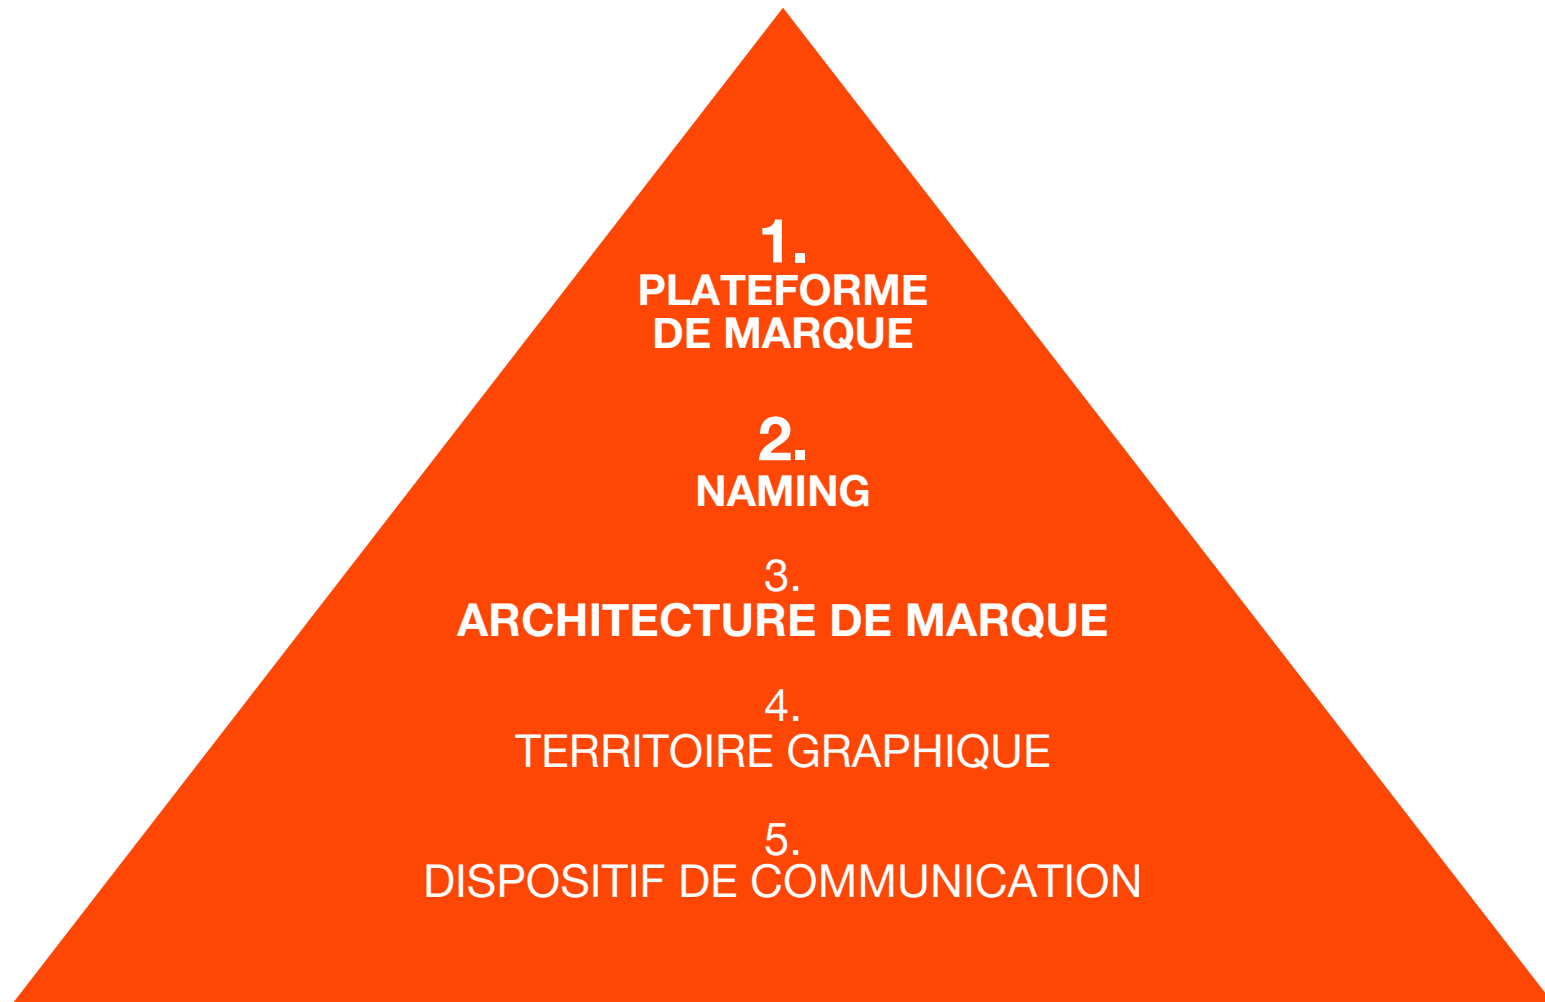 1.
PLATEFORME
DE MARQUE
2.
NAMING
3.
ARCHITECTURE DE MARQUE
4.
TERRITOIRE GRAPHIQUE
5.
DISPOSITIF DE COMMUNICATION